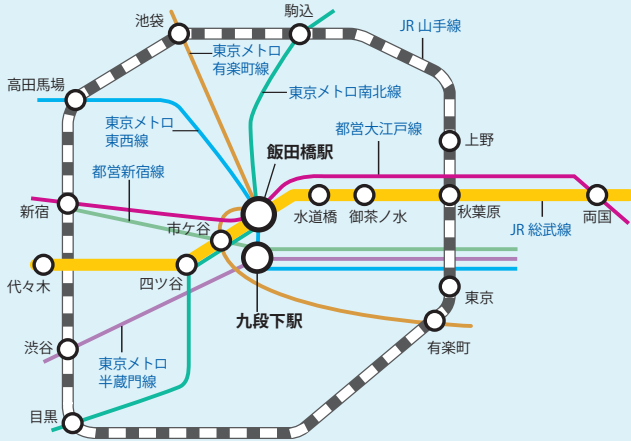 池袋
駒込
JR 山手線
東京メトロ
有楽町線
高田馬場
東京メトロ南北線
東京メトロ
東西線
都営大江戸線
上野
飯田橋駅
都営新宿線
新宿
市ケ谷
水道橋
御茶ノ水
秋葉原
両国
JR 総武線
代々木
四ツ谷
東京
九段下駅
渋谷
有楽町
東京メトロ
半蔵門線
目黒